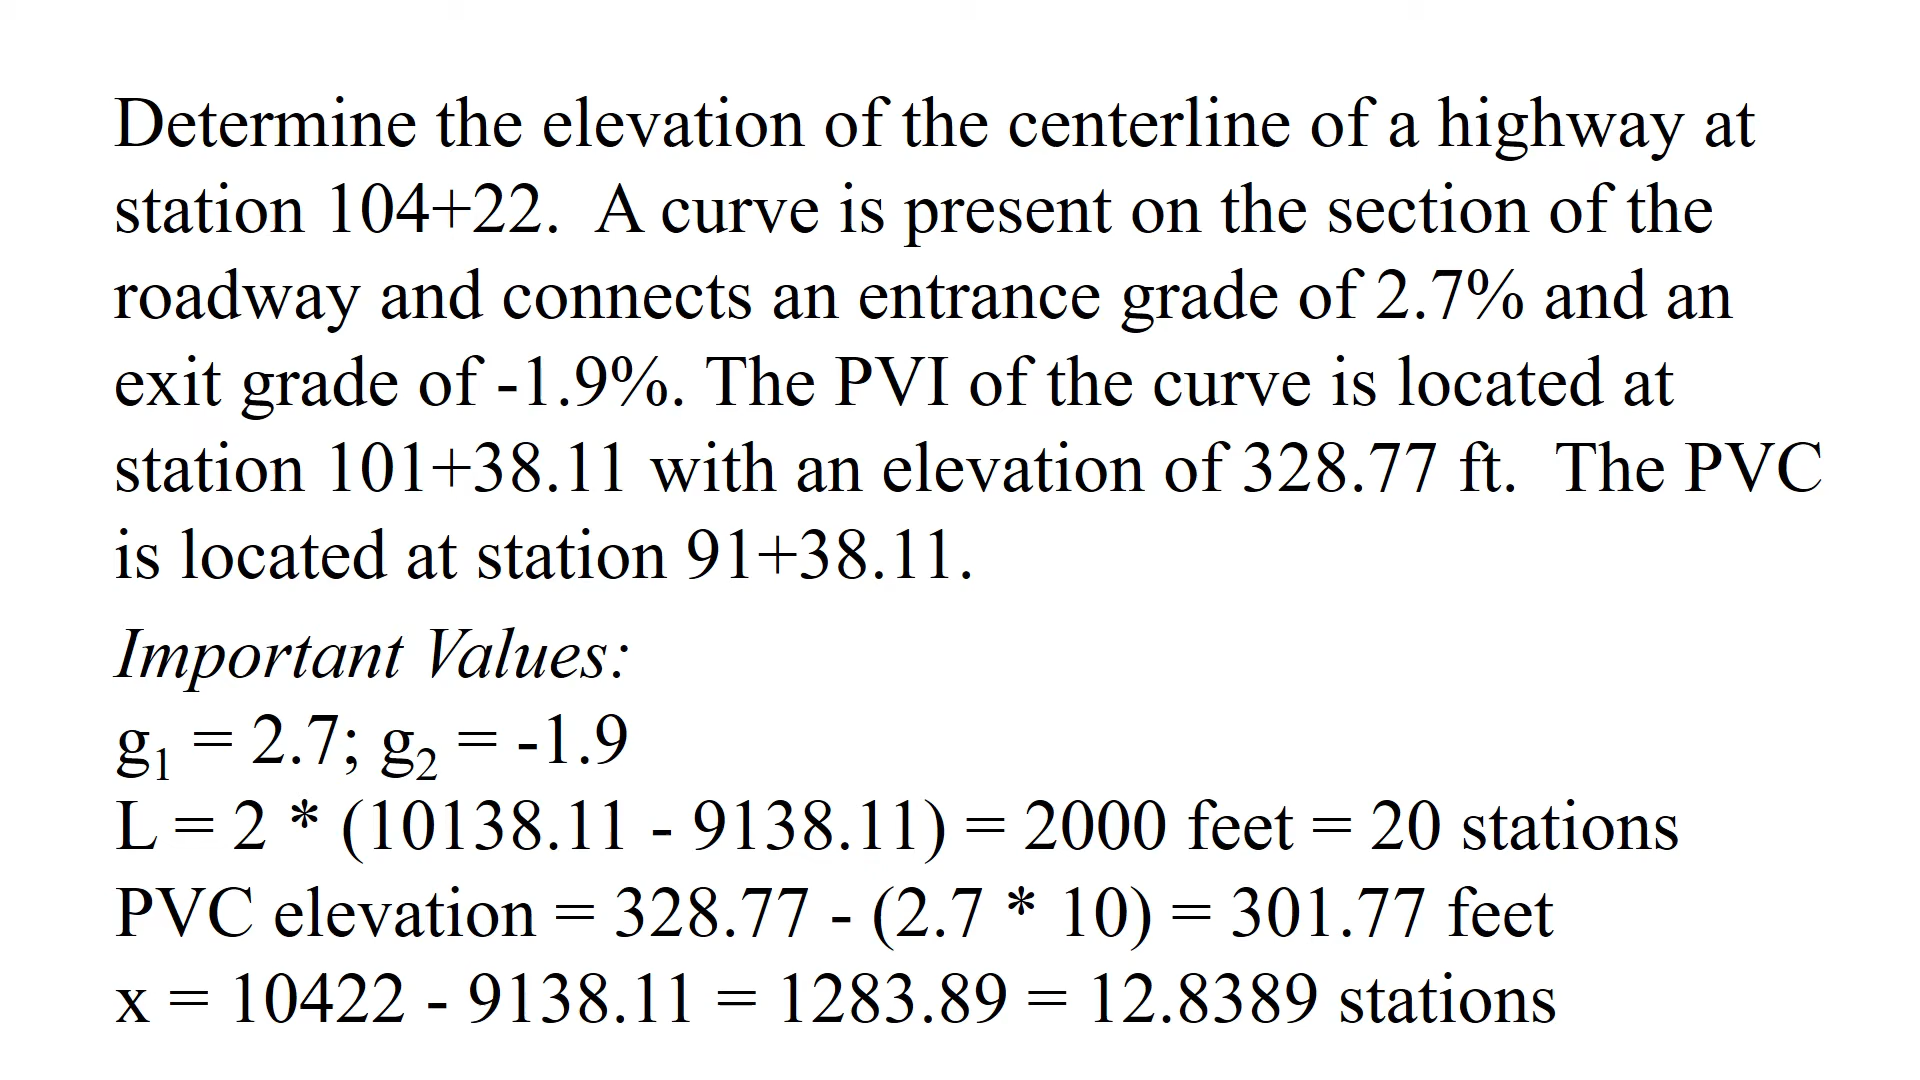 Determine the elevation of the centerline of a highway at
station 104+22.  A curve is present on the section of the
roadway and connects an entrance grade of 2.7% and an
exit grade of -1.9%. The PVI of the curve is located at
station 101+38.11 with an elevation of 328.77 ft.  The PVC
is located at station 91+38.11.
Important Values:
g₁ = 2.7; g₂ = -1.9
L = 2 * (10138.11 - 9138.11) = 2000 feet = 20 stations
PVC elevation = 328.77 - (2.7 * 10) = 301.77 feet
x = 10422 - 9138.11 = 1283.89 = 12.8389 stations